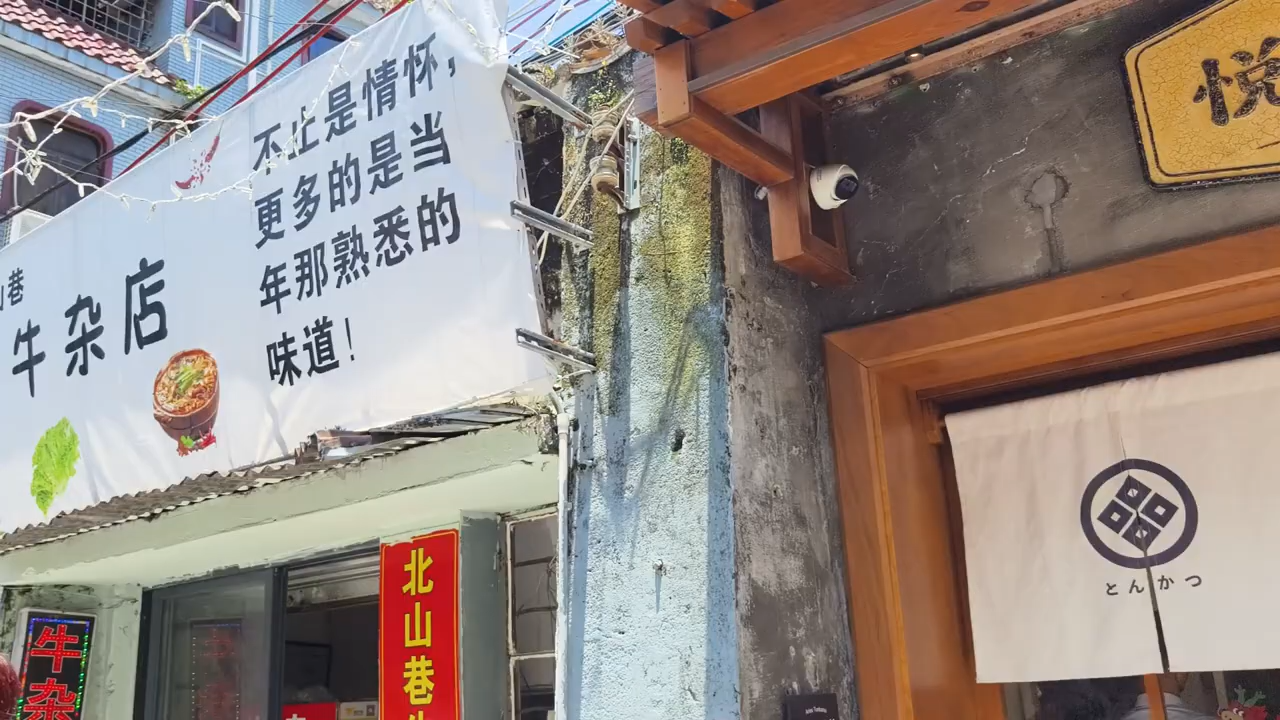 不止是情怀，
更多的是当
年那熟悉的
味道！
山巷
牛杂店
北山巷牛
牛杂
悦
とんかつ